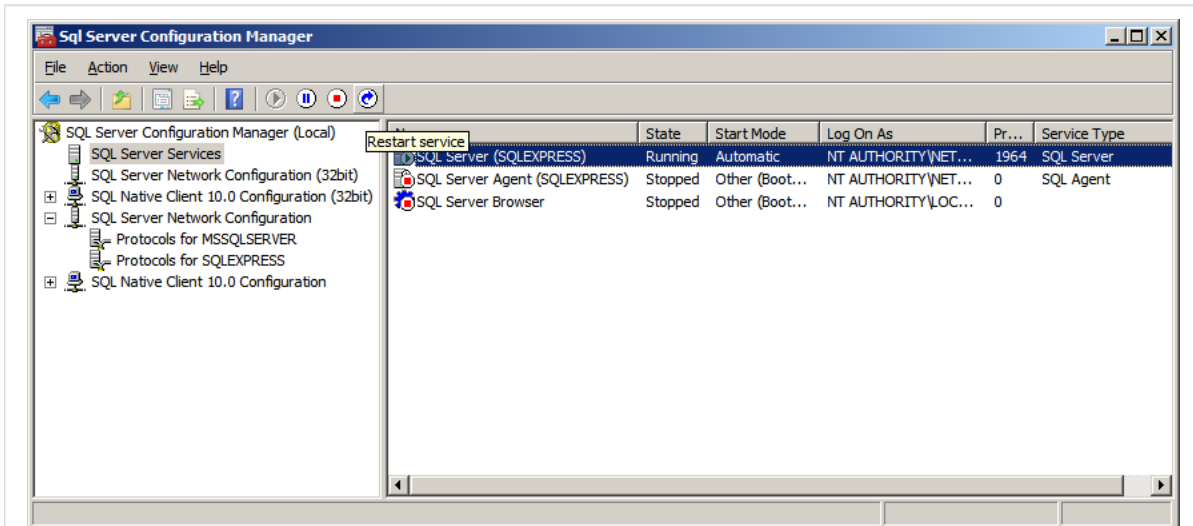 Sql Server Configuration Manager
File Action View Help
SQL Server Configuration Manager (Local)
SQL Server Services
SQL Server Network Configuration (32bit)
SQL Native Client 10.0 Configuration (32bit)
SQL Server Network Configuration
Protocols for MSSQLSERVER
Protocols for SQLEXPRESS
SQL Native Client 10.0 Configuration
Restart service
State Start Mode Log On As Pr... Service Type
SQL Server (SQLEXPRESS) Running Automatic NT AUTHORITY\NET... 1964 SQL Server
SQL Server Agent (SQLEXPRESS) Stopped Other (Boot... NT AUTHORITY\NET... 0 SQL Agent
SQL Server Browser Stopped Other (Boot... NT AUTHORITY\LOC... 0